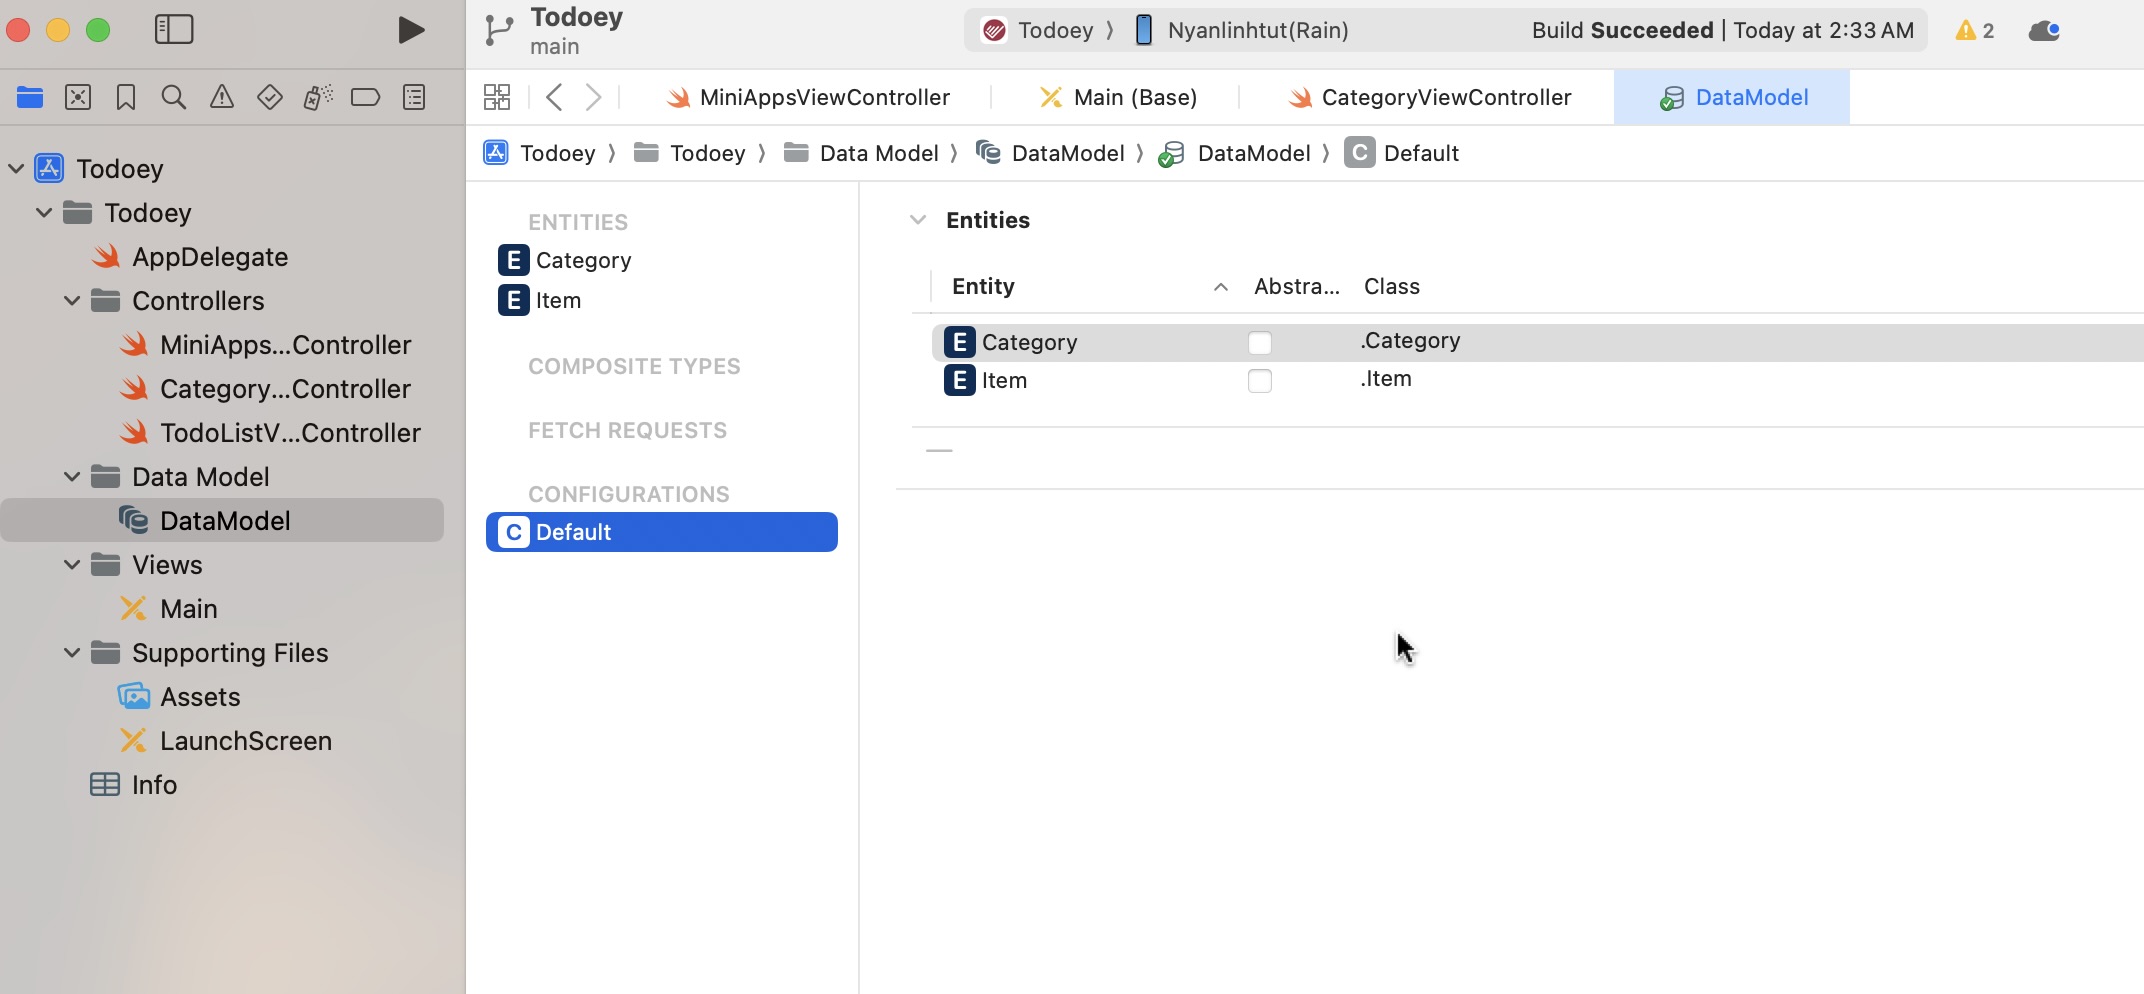 Todoey
main
Todoey 〉 Nyanlinhtut(Rain)
Build Succeeded | Today at 2:33 AM
2
MiniAppsViewController
Main (Base)
CategoryViewController
DataModel
Todoey 〉 Todoey 〉 Data Model 〉 DataModel 〉 DataModel 〉 C Default
Todoey
Todoey
AppDelegate
Controllers
MiniApps...Controller
Category...Controller
TodoListV...Controller
Data Model
DataModel
Views
Main
Supporting Files
Assets
LaunchScreen
Info
ENTITIES
E Category
E Item
COMPOSITE TYPES
FETCH REQUESTS
CONFIGURATIONS
C Default
Entities
Entity Abstra... Class
E Category .Category
E Item .Item